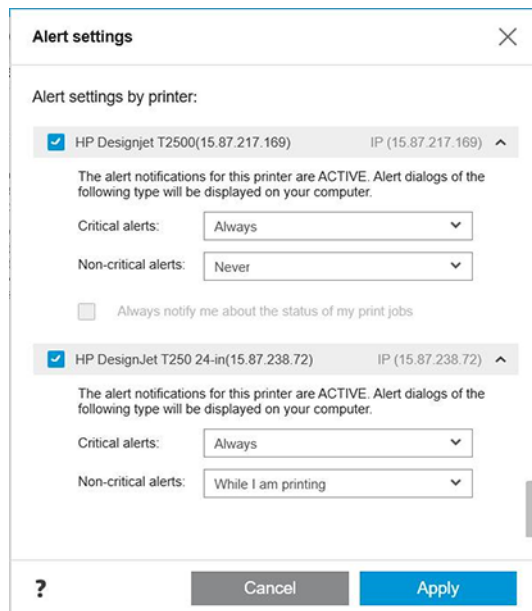 Alert settings
Alert settings by printer:
HP Designjet T2500(15.87.217.169) IP (15.87.217.169)
The alert notifications for this printer are ACTIVE. Alert dialogs of the
following type will be displayed on your computer.
Critical alerts: Always
Non-critical alerts: Never
Always notify me about the status of my print jobs
HP DesignJet T250 24-in(15.87.238.72) IP (15.87.238.72)
The alert notifications for this printer are ACTIVE. Alert dialogs of the
following type will be displayed on your computer.
Critical alerts: Always
Non-critical alerts: While I am printing
? Cancel Apply